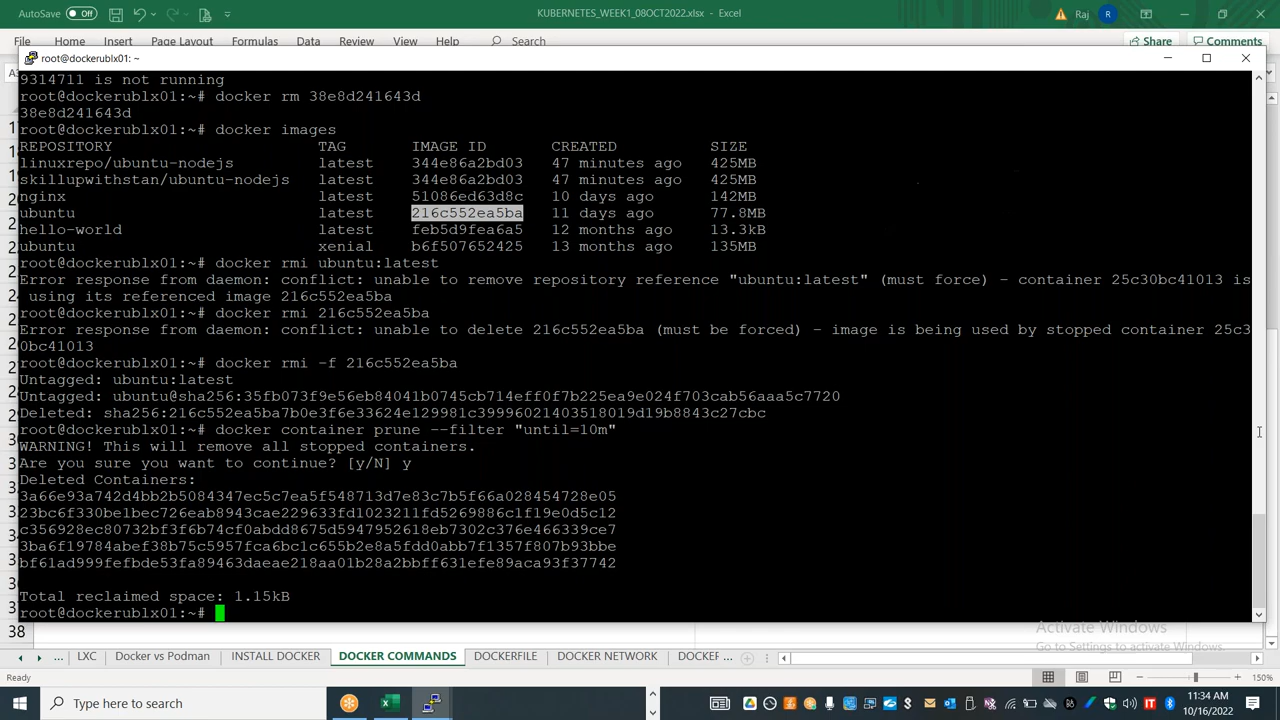 AutoSave Off KUBERNETES_WEEK1_08OCT2022.xlsx - Excel Raj R
File Home Insert Page Layout Formulas Data Review View Help Search Share Comments
root@dockerublx01: ~
9314711 is not running
root@dockerublx01:~# docker rm 38e8d241643d
38e8d241643d
root@dockerublx01:~# docker images
REPOSITORY TAG IMAGE ID CREATED SIZE
linuxrepo/ubuntu-nodejs latest 344e86a2bd03 47 minutes ago 425MB
skillupwithstan/ubuntu-nodejs latest 344e86a2bd03 47 minutes ago 425MB
nginx latest 51086ed63d8c 10 days ago 142MB
ubuntu latest 216c552ea5ba 11 days ago 77.8MB
hello-world latest feb5d9fea6a5 12 months ago 13.3kB
ubuntu xenial b6f507652425 13 months ago 135MB
root@dockerublx01:~# docker rmi ubuntu:latest
Error response from daemon: conflict: unable to remove repository reference "ubuntu:latest" (must force) - container 25c30bc41013 is
using its referenced image 216c552ea5ba
root@dockerublx01:~# docker rmi 216c552ea5ba
Error response from daemon: conflict: unable to delete 216c552ea5ba (must be forced) - image is being used by stopped container 25c3
0bc41013
root@dockerublx01:~# docker rmi -f 216c552ea5ba
Untagged: ubuntu:latest
Untagged: ubuntu@sha256:35fb073f9e56eb84041b0745cb714eff0f7b225ea9e024f703cab56aaa5c7720
Deleted: sha256:216c552ea5ba7b0e3f6e33624e129981c39996021403518019d19b8843c27cbc
root@dockerublx01:~# docker container prune --filter "until=10m"
WARNING! This will remove all stopped containers.
Are you sure you want to continue? [y/N] y
Deleted Containers:
3a66e93a742d4bb2b5084347ec5c7ea5f548713d7e83c7b5f66a028454728e05
23bc6f330be1bec726eab8943cae229633fd1023211fd5269886c1f19e0d5c12
c356928ec80732bf3f6b74cf0abdd8675d5947952618eb7302c376e466339ce7
3ba6f19784abef38b75c5957fca6bc1c655b2e8a5fdd0abb7f1357f807b93bbe
bf61ad999fefbde53fa89463daeae218aa01b28a2bbff631efe89aca93f37742
Total reclaimed space: 1.15kB
root@dockerublx01:~#
38
Activate Windows
Go to Settings to activate Windows.
... LXC Docker vs Podman INSTALL DOCKER DOCKER COMMANDS DOCKERFILE DOCKER NETWORK DOCKEF ...
Ready 150%
Type here to search
11:34 AM
10/16/2022